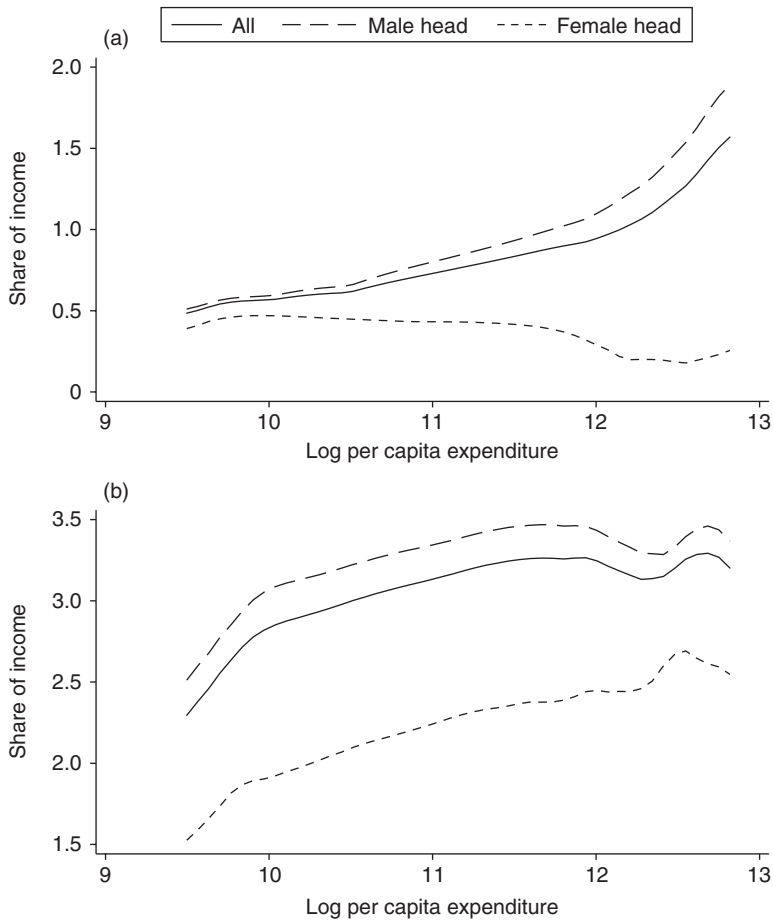 All Male head Female head
(a)
2.0
1.5
1.0
0.5
0
Share of income
9 10 11 12 13
Log per capita expenditure
(b)
3.5
3.0
2.5
2.0
1.5
Share of income
9 10 11 12 13
Log per capita expenditure